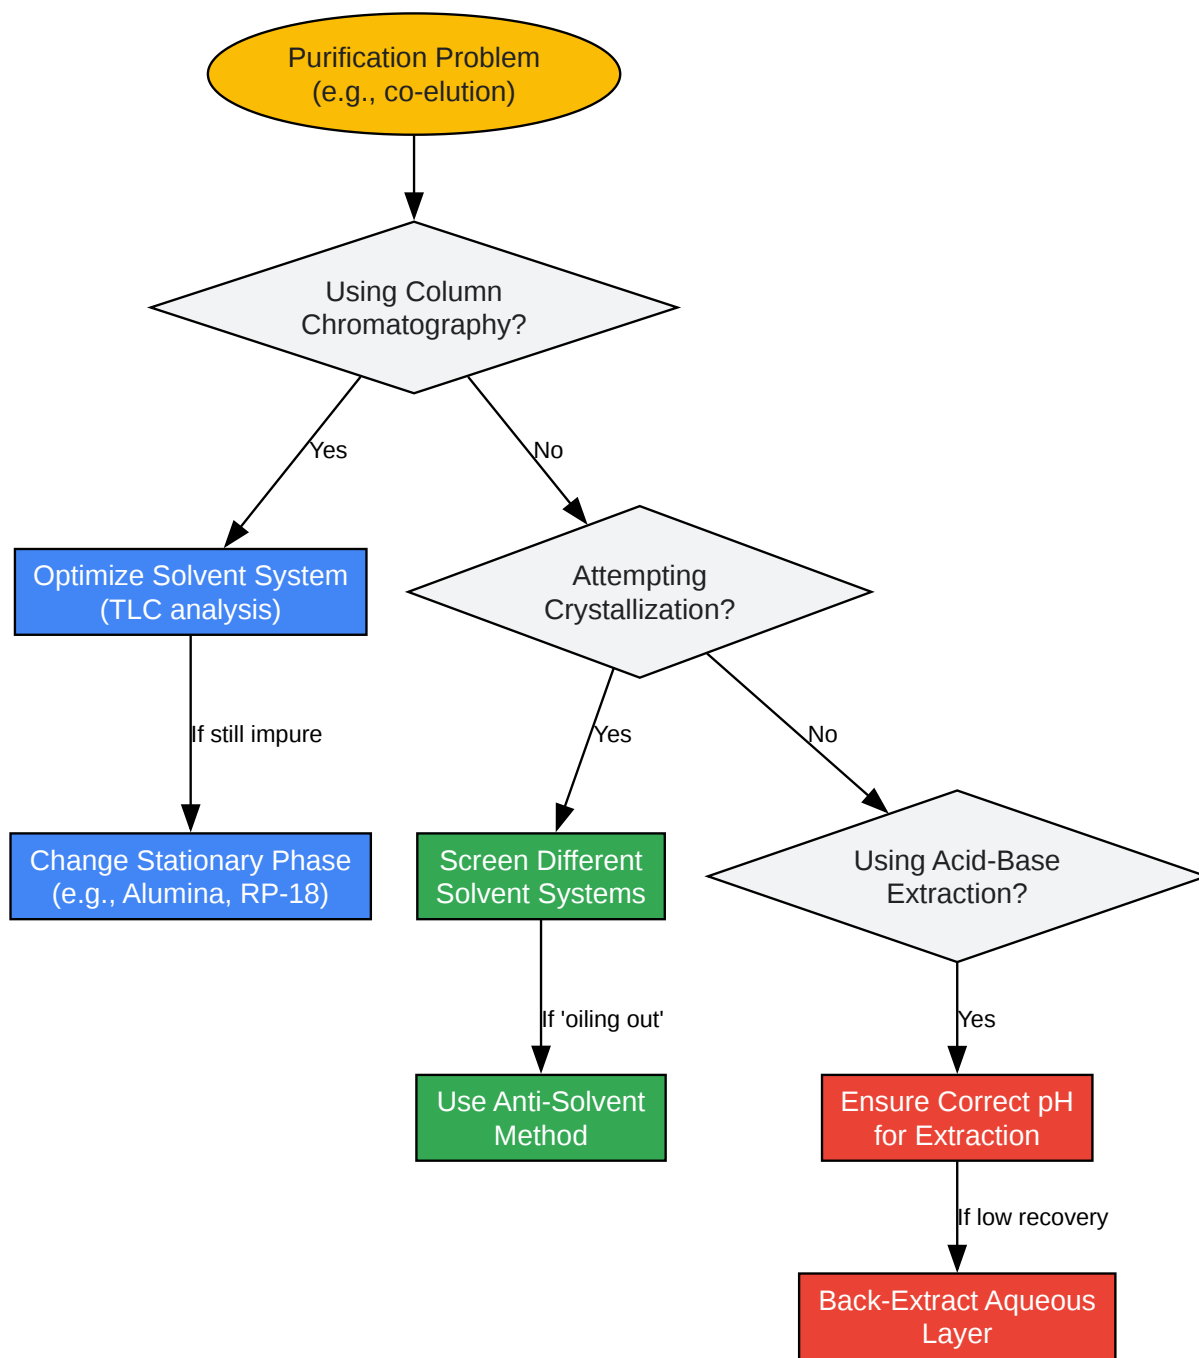 Purification Problem
(e.g., co-elution)
Using Column
Chromatography?
Yes
No
Optimize Solvent System
(TLC analysis)
Attempting
Crystallization?
If still impure
Yes
No
Change Stationary Phase
(e.g., Alumina, RP-18)
Screen Different
Solvent Systems
Using Acid-Base
Extraction?
If 'oiling out'
Yes
Use Anti-Solvent
Method
Ensure Correct pH
for Extraction
If low recovery
Back-Extract Aqueous
Layer